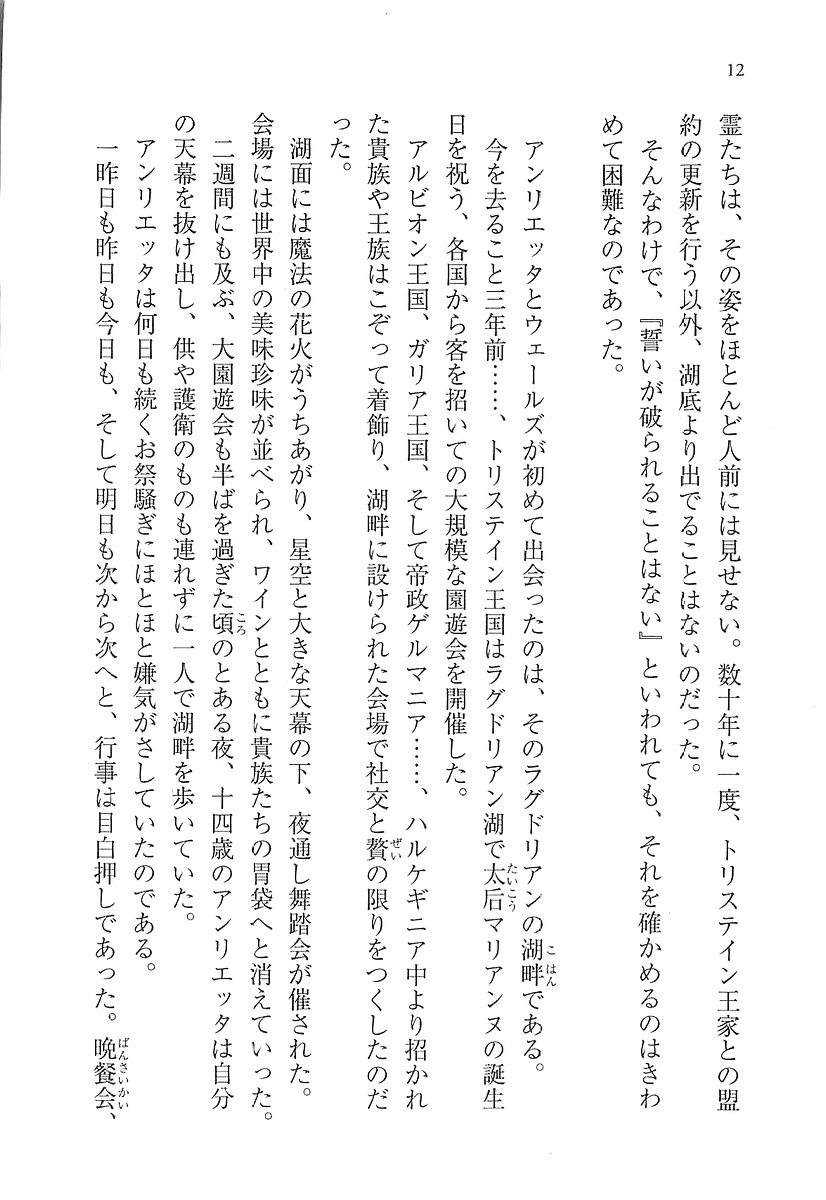 12
霊たちは、その姿をほとんど人前には見せない。数十年に一度、トリステイン王家との盟
約の更新を行う以外、湖底より出でることはないのだった。
そんなわけで、『誓いが破られることはない』といわれても、それを確かめるのはきわ
めて困難なのであった。
アンリエッタとウェールズが初めて出会ったのは、そのラグドリアンの湖畔である。
今を去ること三年前……、トリステイン王国はラグドリアン湖で太后マリアンヌの誕生
日を祝う、各国から客を招いての大規模な園遊会を開催した。
アルビオン王国、ガリア王国、そして帝政ゲルマニア……、ハルケギニア中より招かれ
た貴族や王族はこぞって着飾り、湖畔に設けられた会場で社交と贅の限りをつくしたのだ
った。
湖面には魔法の花火がうちあがり、星空と大きな天幕の下、夜通し舞踏会が催された。
会場には世界中の美味珍味が並べられ、ワインとともに貴族たちの胃袋へと消えていった。
二週間にも及ぶ、大園遊会も半ばを過ぎた頃のとある夜、十四歳のアンリエッタは自分
の天幕を抜け出し、供や護衛のものも連れずに一人で湖畔を歩いていた。
アンリエッタは何日も続くお祭騒ぎにほとほと嫌気がさしていたのである。
一昨日も昨日も今日も、そして明日も次から次へと、行事は目白押しであった。晩餐会、